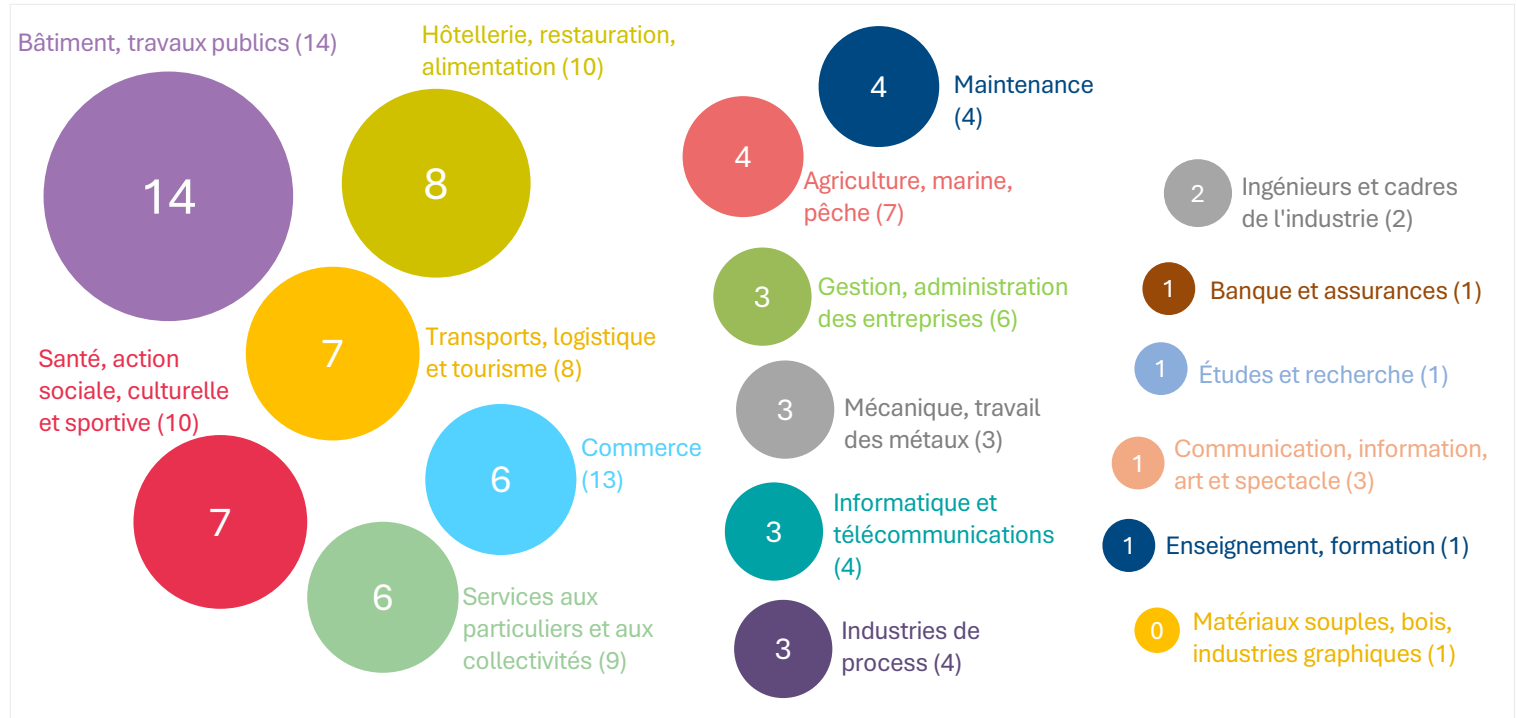 Bâtiment, travaux publics (14)
14
Hôtellerie, restauration,
alimentation (10)
8
Transports, logistique
et tourisme (8)
7
Santé, action
sociale, culturelle
et sportive (10)
7
Commerce
(13)
6
Services aux
particuliers et aux
collectivités (9)
6
4
Maintenance
(4)
4
Agriculture, marine,
pêche (7)
3
Gestion, administration
des entreprises (6)
3
Mécanique, travail
des métaux (3)
3
Informatique et
télécommunications
(4)
3
Industries de
process (4)
2
Ingénieurs et cadres
de l'industrie (2)
1
Banque et assurances (1)
1
Études et recherche (1)
1
Communication, information,
art et spectacle (3)
1
Enseignement, formation (1)
0
Matériaux souples, bois,
industries graphiques (1)